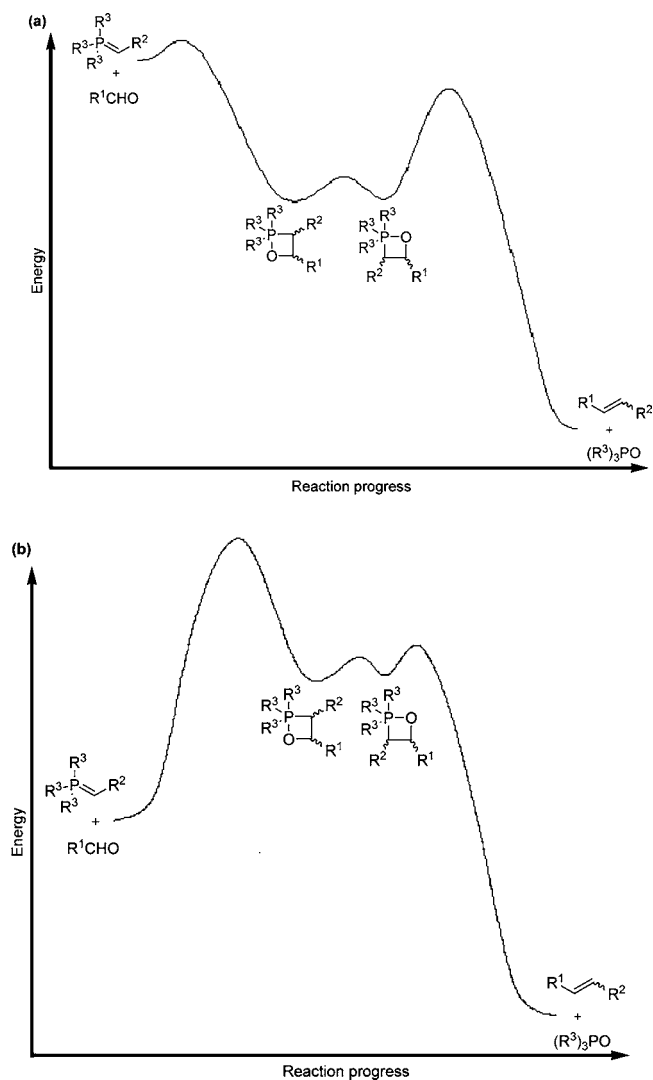 (a)
R³
R³-P=R²
R³
+
R¹CHO
R³
R³ R²
P
R³
O
R¹
R³
R³
P-O
R³
R²
R¹
Energy
R¹
R²
+
(R³)₃PO
Reaction progress
(b)
R³
R³ R²
P
R³
O
R¹
R³
R³
P-O
R³
R²
R¹
R³
R³-P=R²
R³
+
R¹CHO
Energy
R¹
R²
+
(R³)₃PO
Reaction progress